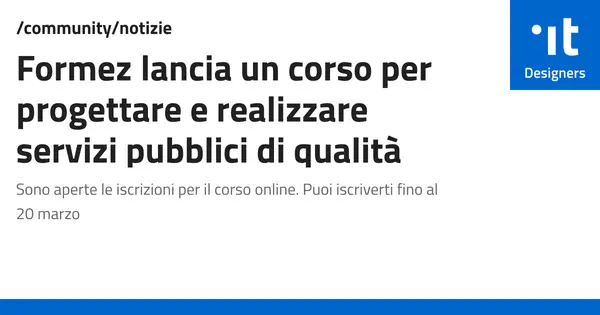 /community/notizie
Formez lancia un corso per
progettare e realizzare
servizi pubblici di qualità
Sono aperte le iscrizioni per il corso online. Puoi iscriverti fino al
20 marzo
it
Designers